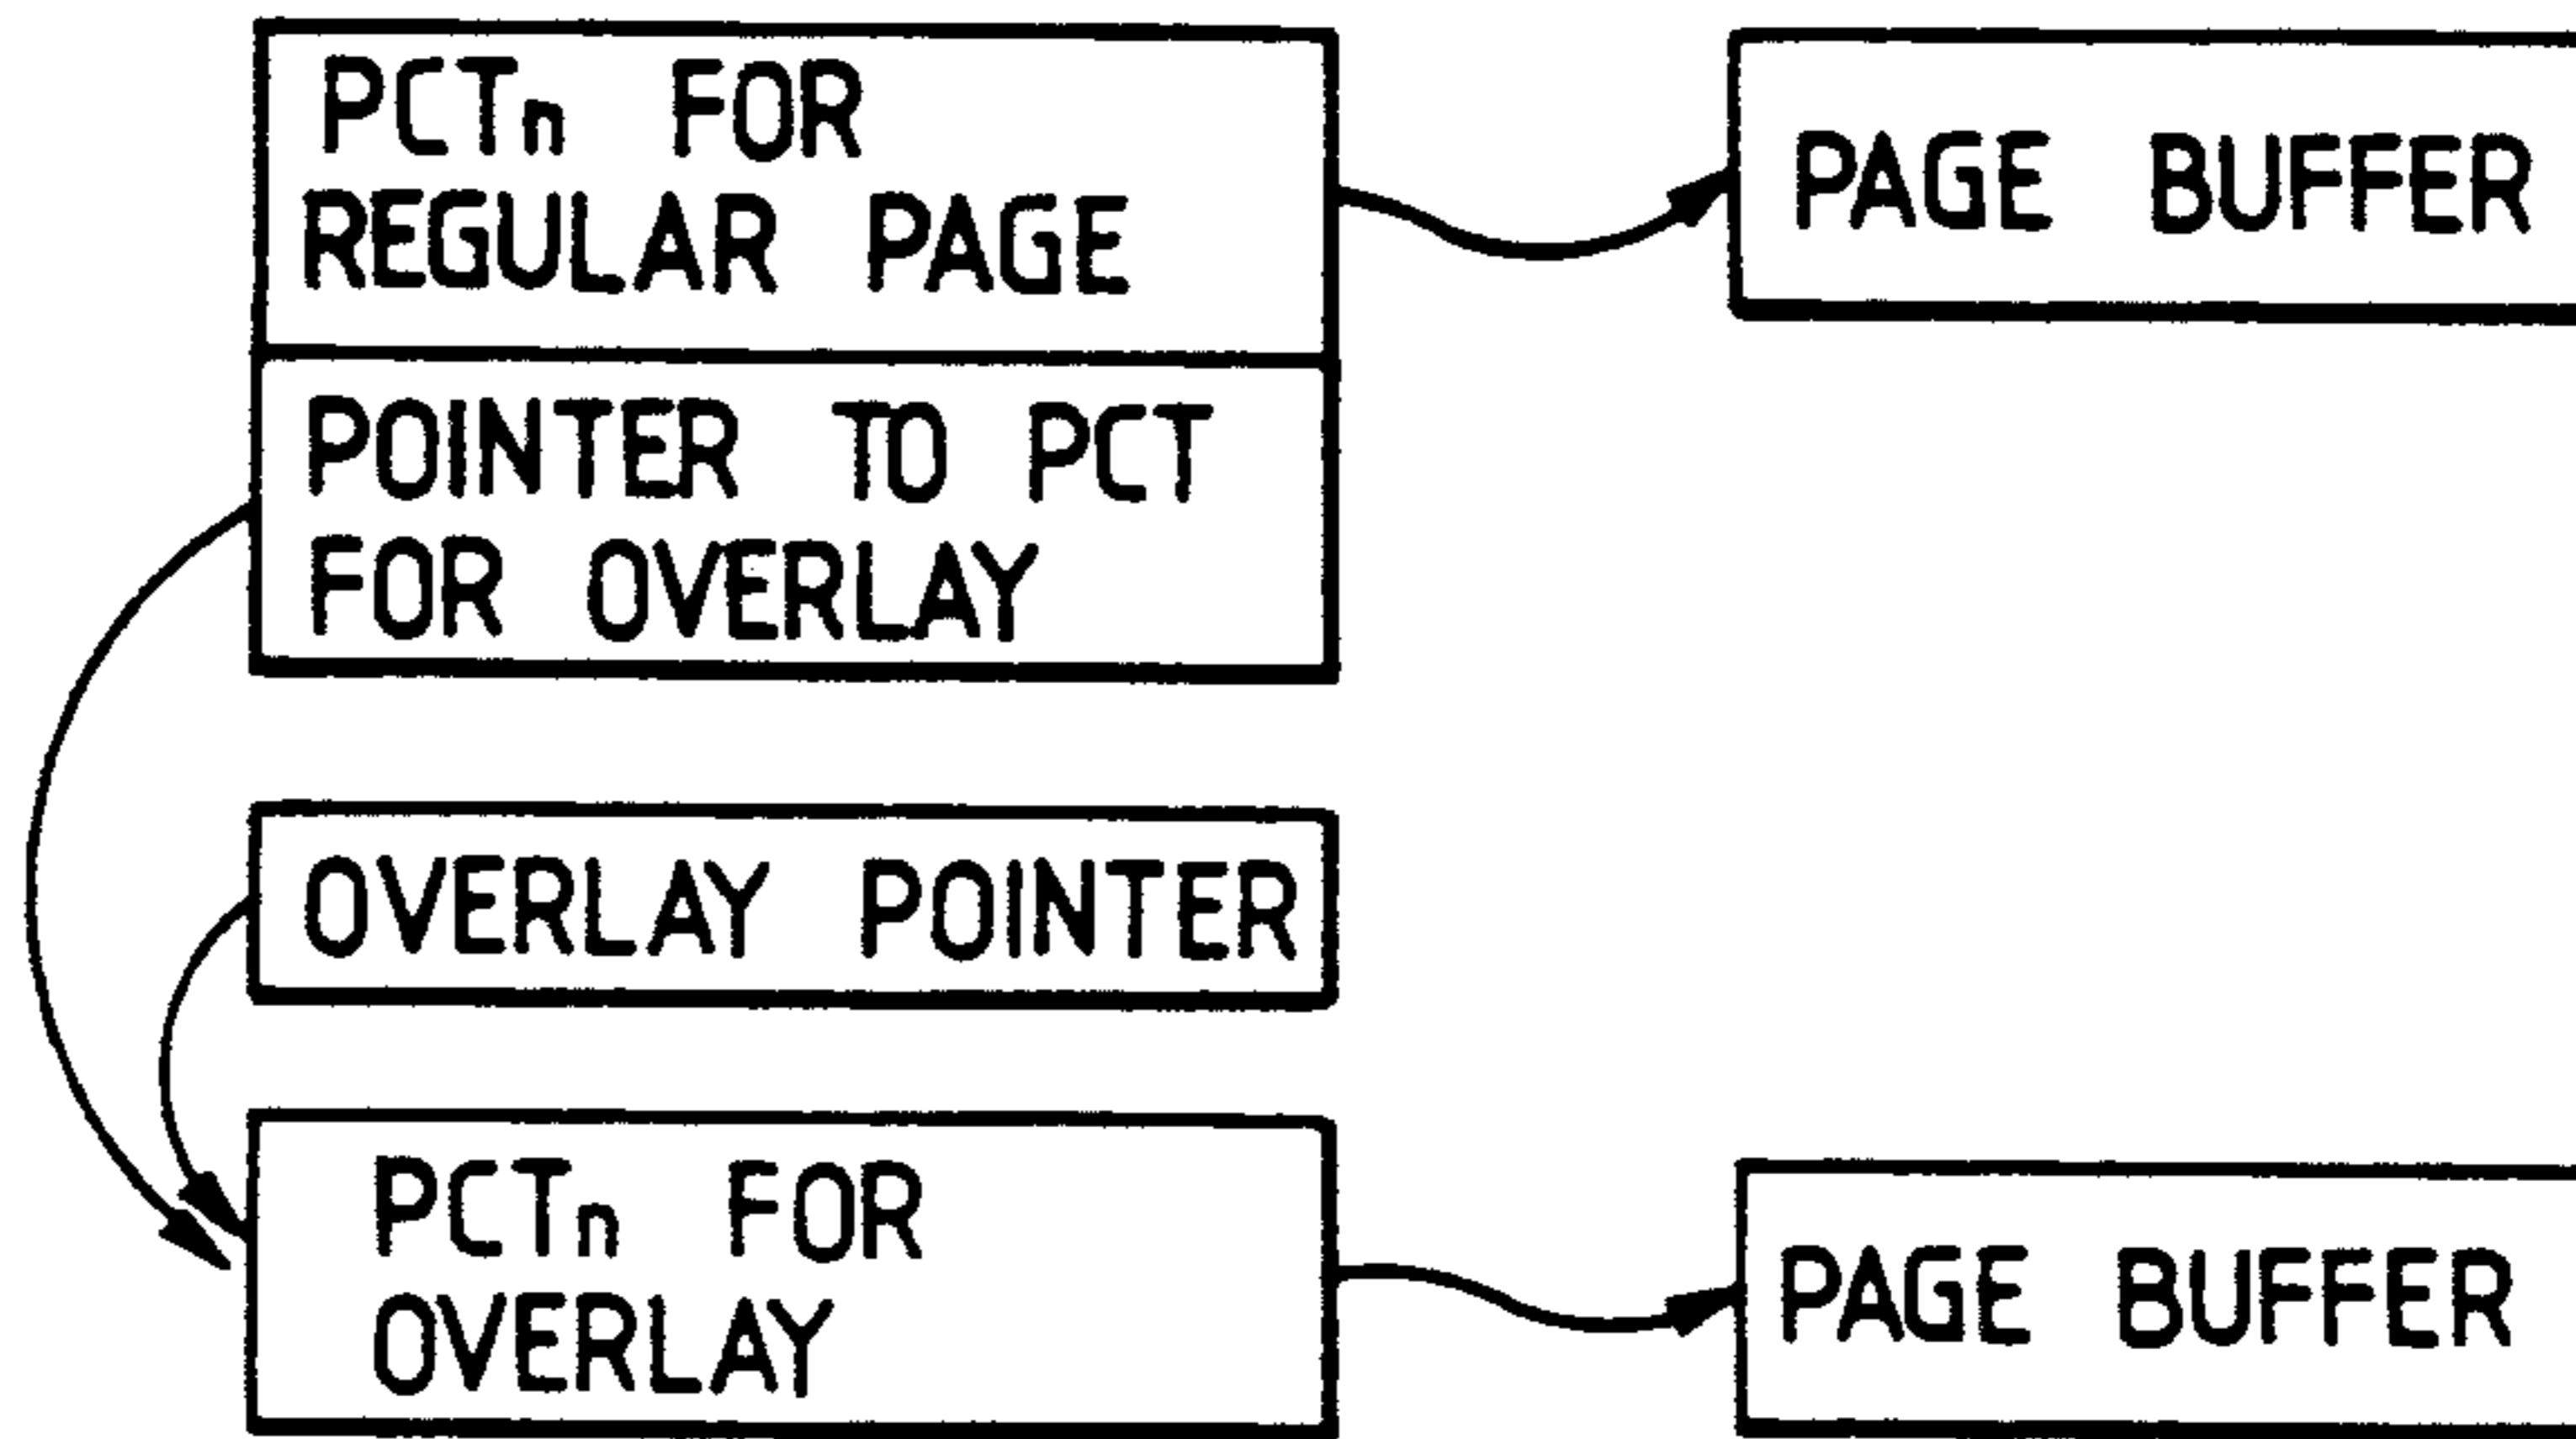 PCTn FOR
REGULAR PAGE
PAGE BUFFER
POINTER TO PCT
FOR OVERLAY
OVERLAY POINTER
PCTn FOR
OVERLAY
PAGE BUFFER